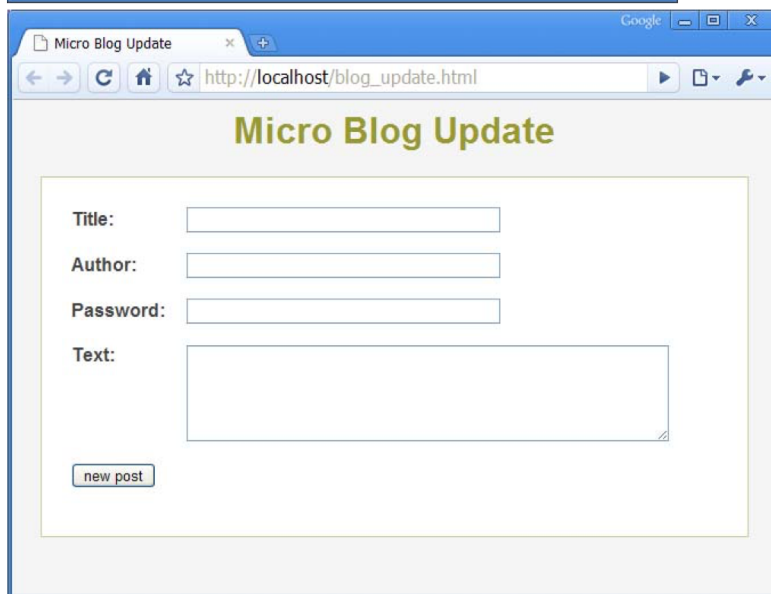 Google
Micro Blog Update
http://localhost/blog_update.html
Micro Blog Update
Title:
Author:
Password:
Text:
new post